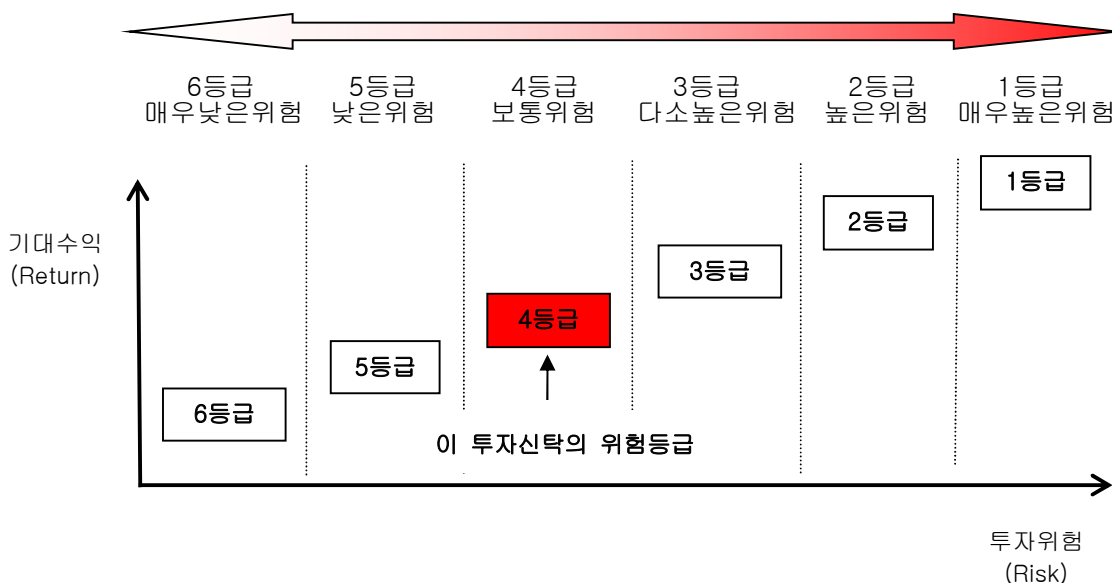 6등급
매우낮은위험
5등급
낮은위험
4등급
보통위험
3등급
다소높은위험
2등급
높은위험
1등급
매우높은위험
1등급
2등급
기대수익
(Return)
3등급
4등급
5등급
6등급
이 투자신탁의 위험등급
투자위험
(Risk)